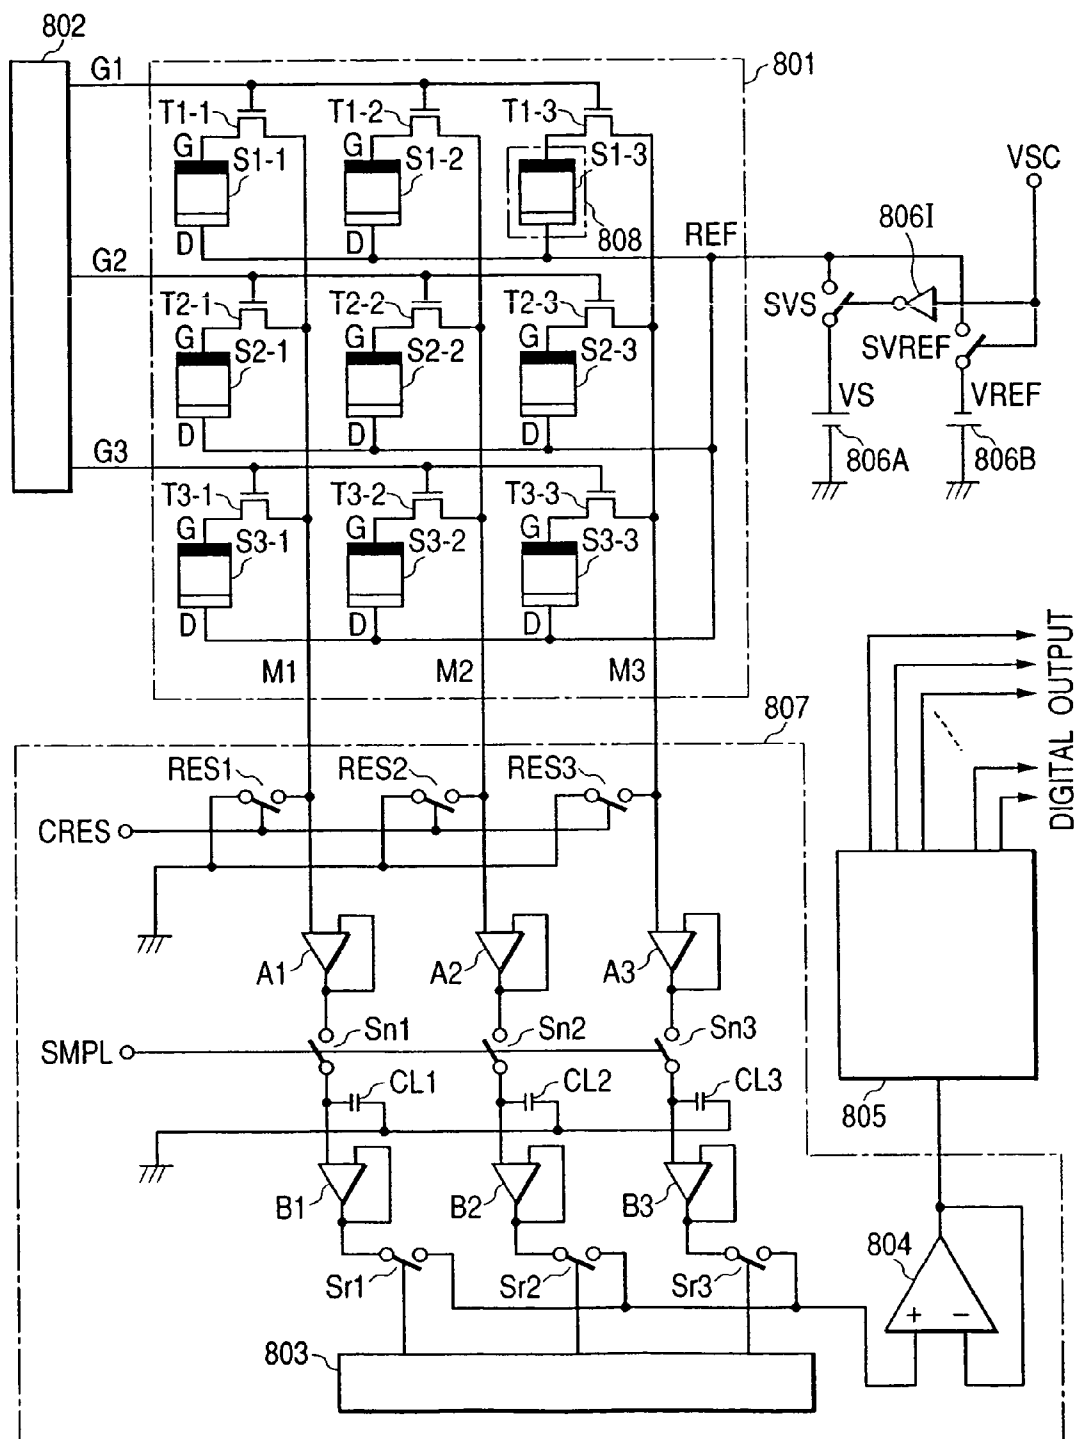 802
G1
801
T1-1
T1-2
T1-3
G
S1-1
G
S1-2
S1-3
VSC
808
806I
D
D
REF
G2
SVS
T2-1
T2-2
T2-3
SVREF
G
S2-1
G
S2-2
G
S2-3
VS
VREF
D
D
D
806A
806B
G3
T3-1
T3-2
T3-3
G
S3-1
G
S3-2
G
S3-3
D
D
D
M1
M2
M3
DIGITAL OUTPUT
807
RES1
RES2
RES3
CRES
A1
A2
A3
Sn1
Sn2
Sn3
SMPL
CL1
CL2
CL3
805
B1
B2
B3
804
Sr1
Sr2
Sr3
+
−
803